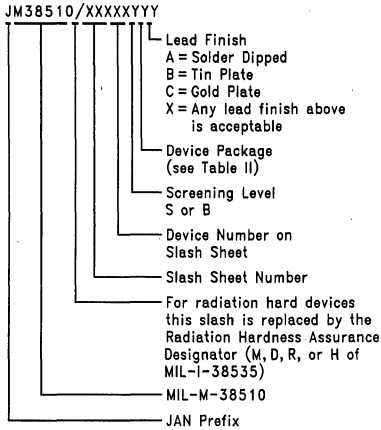 JM38510/XXXXXYYY
Lead Finish
A = Solder Dipped
B = Tin Plate
C = Gold Plate
X = Any lead finish above
is acceptable
Device Package
(see Table II)
Screening Level
S or B
Device Number on
Slash Sheet
Slash Sheet Number
For radiation hard devices
this slash is replaced by the
Radiation Hardness Assurance
Designator (M, D, R, or H of
MIL-I-38535)
MIL-M-38510
JAN Prefix